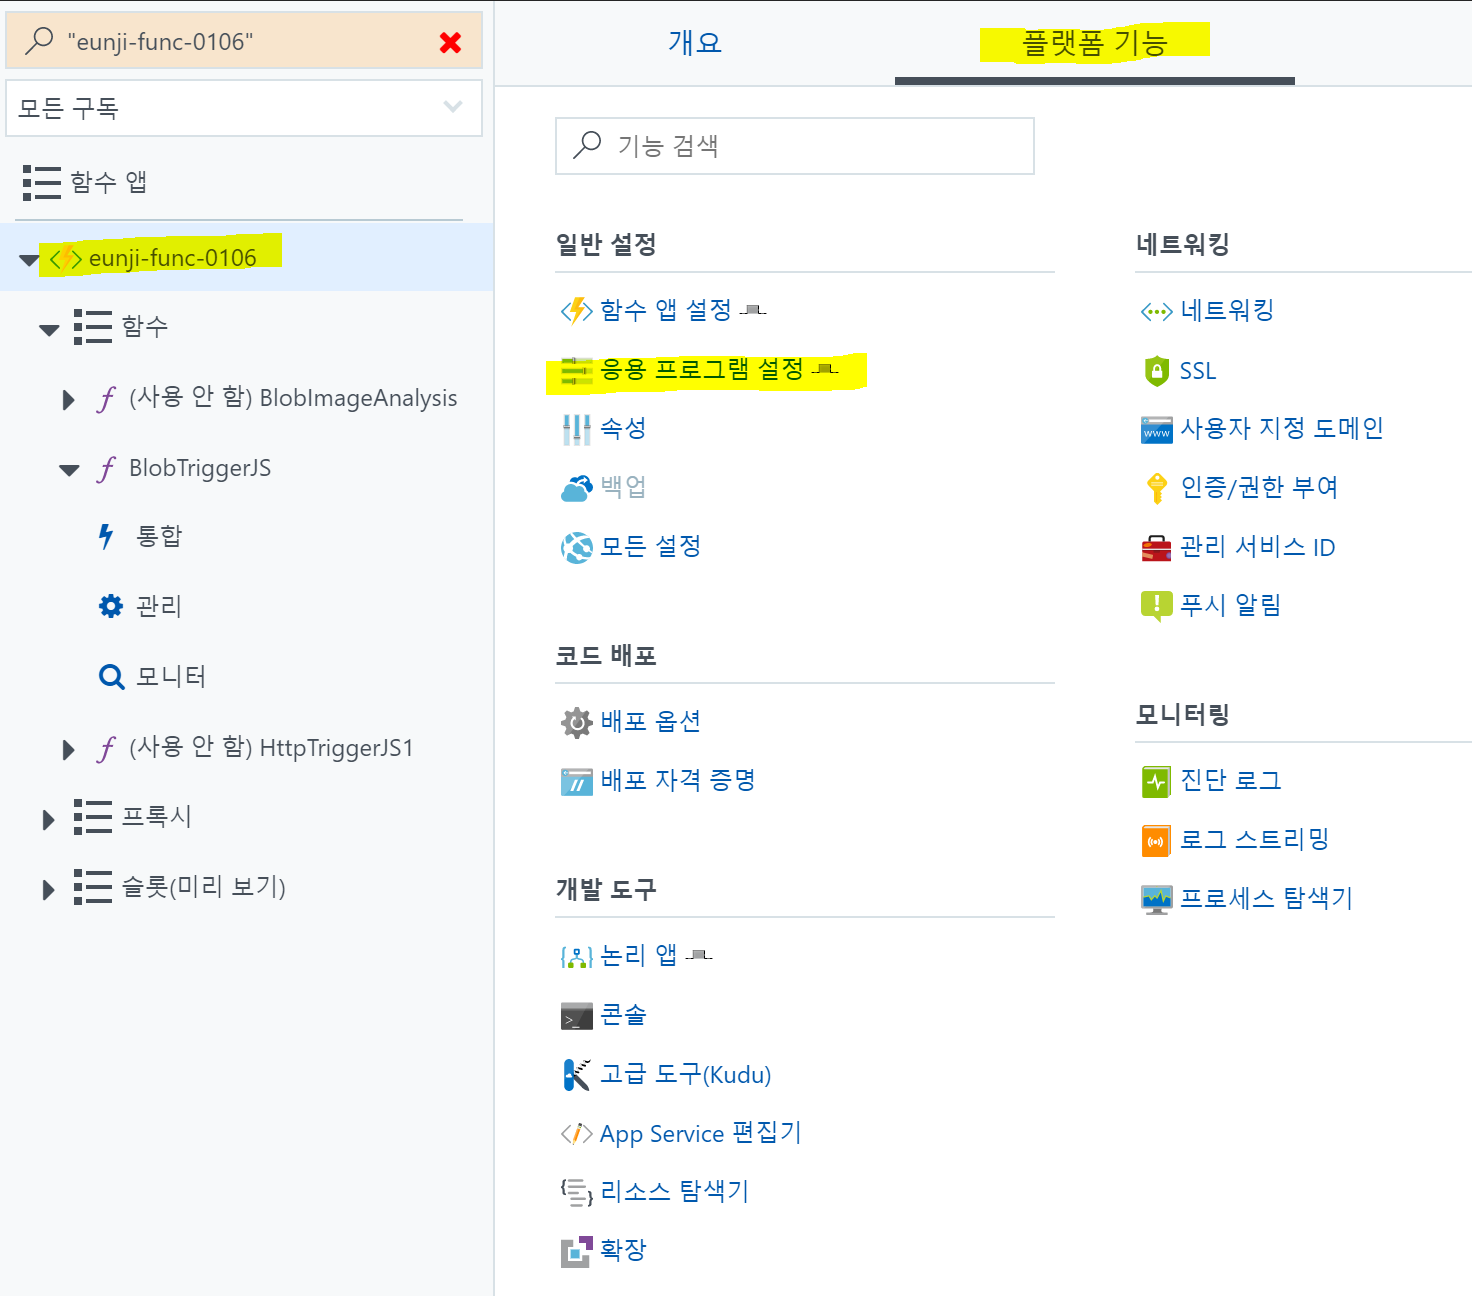 "eunji-func-0106"
모든 구독
함수 앱
eunji-func-0106
함수
(사용 안 함) BlobImageAnalysis
BlobTriggerJS
통합
관리
모니터
(사용 안 함) HttpTriggerJS1
프록시
슬롯(미리 보기)
개요
플랫폼 기능
기능 검색
일반 설정
함수 앱 설정
응용 프로그램 설정
속성
백업
모든 설정
코드 배포
배포 옵션
배포 자격 증명
개발 도구
논리 앱
콘솔
고급 도구(Kudu)
App Service 편집기
리소스 탐색기
확장
네트워킹
네트워킹
SSL
www
사용자 지정 도메인
인증/권한 부여
관리 서비스 ID
푸시 알림
모니터링
진단 로그
로그 스트리밍
프로세스 탐색기